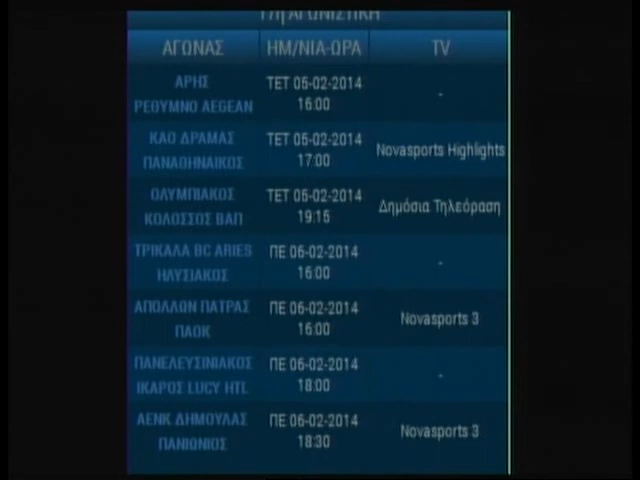 17η ΑΓΩΝΙΣΤΙΚΗ
ΑΓΩΝΑΣ ΗΜ/ΝΙΑ-ΩΡΑ TV
ΑΡΗΣ
ΡΕΘΥΜΝΟ AEGEAN
ΤΕΤ 05-02-2014
16:00
-
ΚΑΟ ΔΡΑΜΑΣ
ΠΑΝΑΘΗΝΑΙΚΟΣ
ΤΕΤ 05-02-2014
17:00
Novasports Highlights
ΟΛΥΜΠΙΑΚΟΣ
ΚΟΛΟΣΣΟΣ ΒΑΠ
ΤΕΤ 05-02-2014
19:15
Δημόσια Τηλεόραση
ΤΡΙΚΑΛΑ BC ARIES
ΗΛΥΣΙΑΚΟΣ
ΠΕ 06-02-2014
16:00
-
ΑΠΟΛΛΩΝ ΠΑΤΡΑΣ
ΠΑΟΚ
ΠΕ 06-02-2014
16:00
Novasports 3
ΠΑΝΕΛΕΥΣΙΝΙΑΚΟΣ
ΙΚΑΡΟΣ LUCY HTL
ΠΕ 06-02-2014
18:00
-
ΑΕΝΚ ΔΗΜΟΥΛΑΣ
ΠΑΝΙΩΝΙΟΣ
ΠΕ 06-02-2014
18:30
Novasports 3